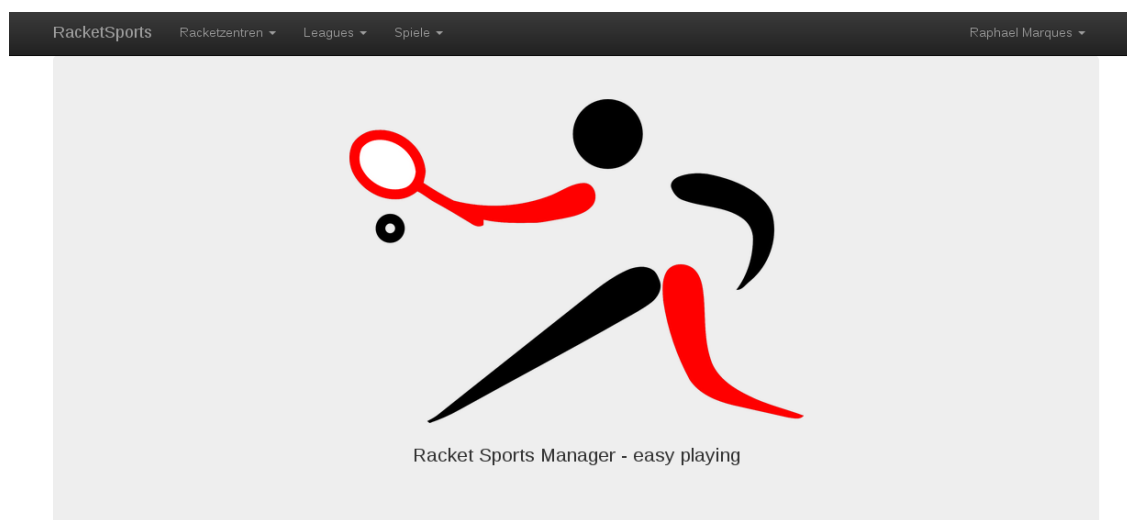 RacketSports Racketzentren Leagues Spiele Raphael Marques
Racket Sports Manager - easy playing